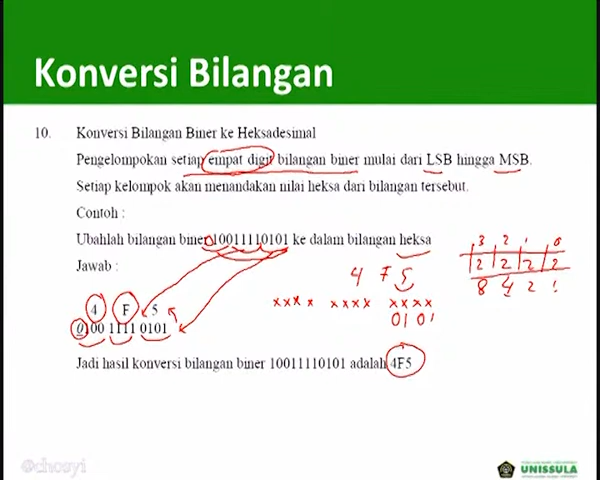 Konversi Bilangan
10. Konversi Bilangan Biner ke Heksadesimal
Pengelompokan setiap empat digit bilangan biner mulai dari LSB hingga MSB.
Setiap kelompok akan menandakan nilai heksa dari bilangan tersebut.
Contoh :
Ubahlah bilangan biner 10011110101 ke dalam bilangan heksa
3 2 1 0
Jawab :
2 2 2 2
4 F 5
8 4 2 1
4 F 5
xxxx xxxx xxxx
0101
0100 1111 0101
Jadi hasil konversi bilangan biner 10011110101 adalah 4F5
@chosyi
UNISSULA